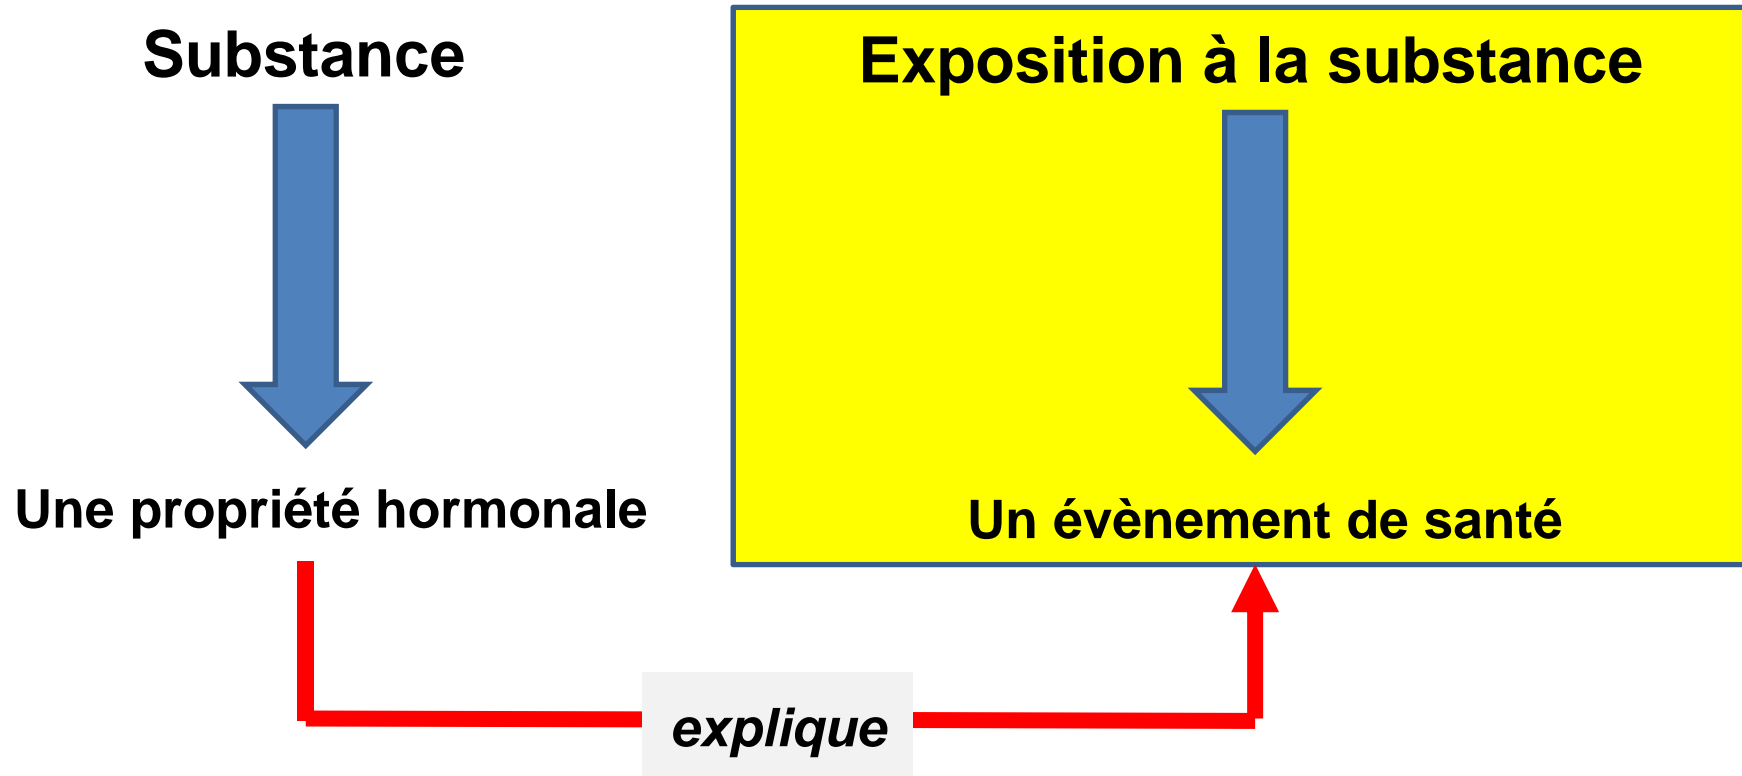 Substance
Exposition à la substance
Une propriété hormonale
Un évènement de santé
explique